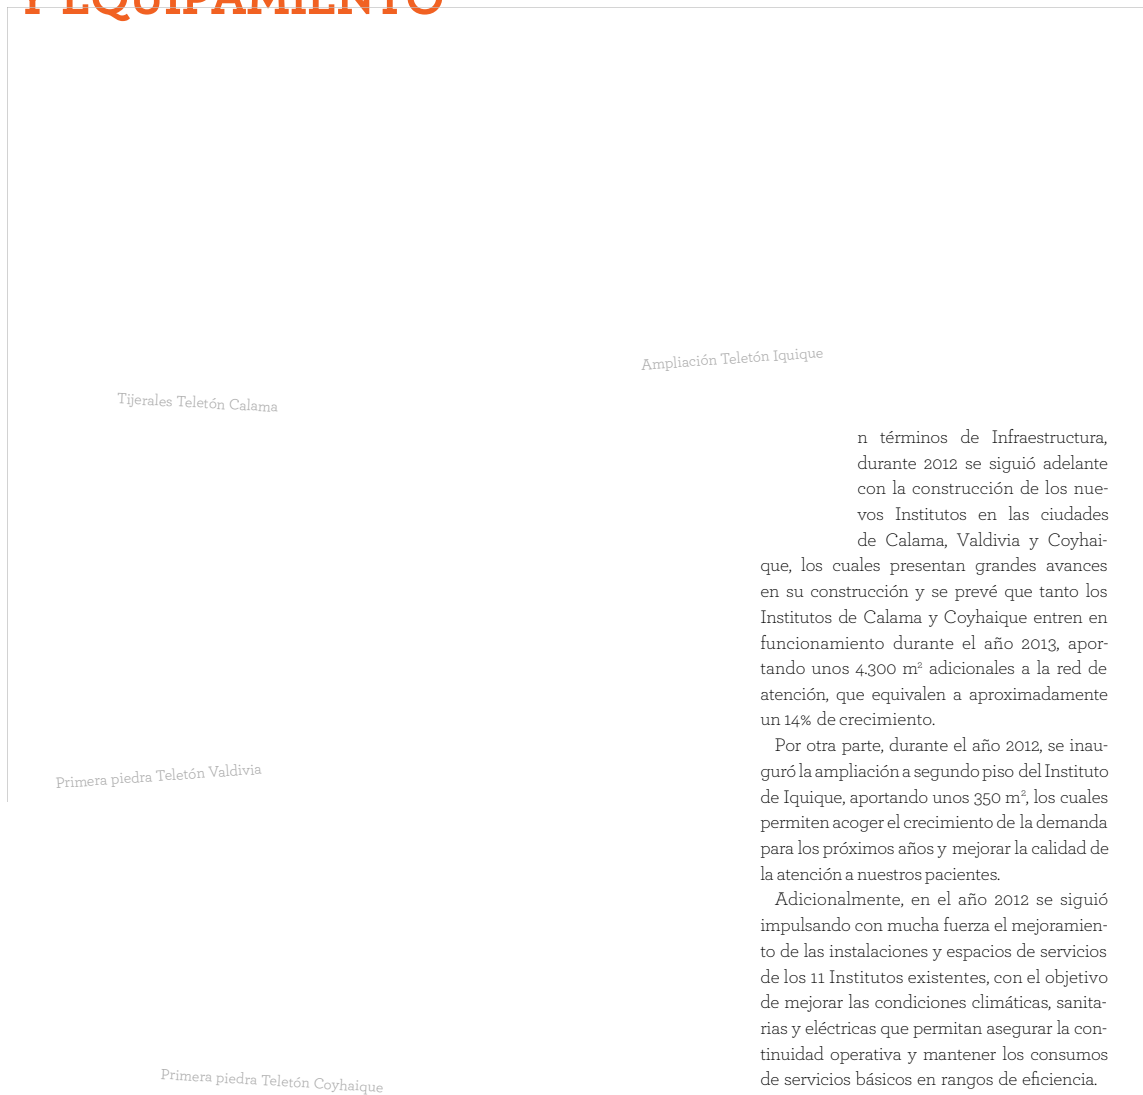 Y EQUIPAMIENTO
Ampliación Teletón Iquique
Tijerales Teletón Calama
n términos de Infraestructura,
durante 2012 se siguió adelante
con la construcción de los nue-
vos Institutos en las ciudades
de Calama, Valdivia y Coyhai-
que, los cuales presentan grandes avances
en su construcción y se prevé que tanto los
Institutos de Calama y Coyhaique entren en
funcionamiento durante el año 2013, apor-
tando unos 4.300 m² adicionales a la red de
atención, que equivalen a aproximadamente
un 14% de crecimiento.
Por otra parte, durante el año 2012, se inau-
guró la ampliación a segundo piso del Instituto
de Iquique, aportando unos 350 m², los cuales
permiten acoger el crecimiento de la demanda
para los próximos años y mejorar la calidad de
la atención a nuestros pacientes.
Adicionalmente, en el año 2012 se siguió
impulsando con mucha fuerza el mejoramien-
to de las instalaciones y espacios de servicios
de los 11 Institutos existentes, con el objetivo
de mejorar las condiciones climáticas, sanita-
rias y eléctricas que permitan asegurar la con-
tinuidad operativa y mantener los consumos
de servicios básicos en rangos de eficiencia.
Primera piedra Teletón Valdivia
Primera piedra Teletón Coyhaique